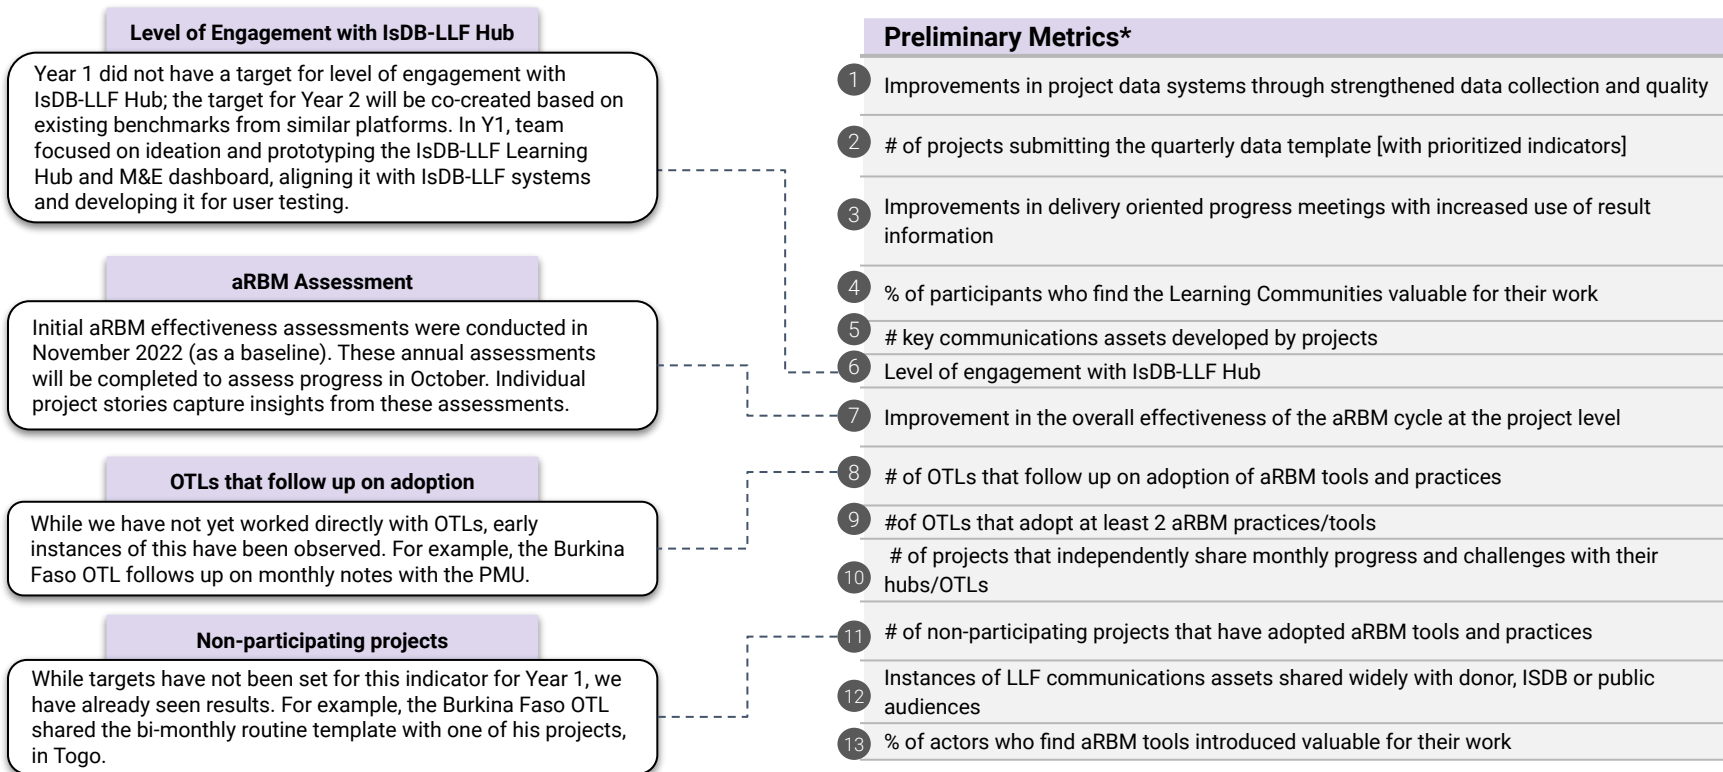 Level of Engagement with IsDB-LLF Hub
Year 1 did not have a target for level of engagement with
IsDB-LLF Hub; the target for Year 2 will be co-created based on
existing benchmarks from similar platforms. In Y1, team
focused on ideation and prototyping the IsDB-LLF Learning
Hub and M&E dashboard, aligning it with IsDB-LLF systems
and developing it for user testing.
aRBM Assessment
Initial aRBM effectiveness assessments were conducted in
November 2022 (as a baseline). These annual assessments
will be completed to assess progress in October. Individual
project stories capture insights from these assessments.
OTLs that follow up on adoption
While we have not yet worked directly with OTLs, early
instances of this have been observed. For example, the Burkina
Faso OTL follows up on monthly notes with the PMU.
Non-participating projects
While targets have not been set for this indicator for Year 1, we
have already seen results. For example, the Burkina Faso OTL
shared the bi-monthly routine template with one of his projects,
in Togo.
Preliminary Metrics*
1 Improvements in project data systems through strengthened data collection and quality
2 # of projects submitting the quarterly data template [with prioritized indicators]
3 Improvements in delivery oriented progress meetings with increased use of result
information
4 % of participants who find the Learning Communities valuable for their work
5 # key communications assets developed by projects
6 Level of engagement with IsDB-LLF Hub
7 Improvement in the overall effectiveness of the aRBM cycle at the project level
8 # of OTLs that follow up on adoption of aRBM tools and practices
9 #of OTLs that adopt at least 2 aRBM practices/tools
10 # of projects that independently share monthly progress and challenges with their
hubs/OTLs
11 # of non-participating projects that have adopted aRBM tools and practices
12 Instances of LLF communications assets shared widely with donor, ISDB or public
audiences
13 % of actors who find aRBM tools introduced valuable for their work